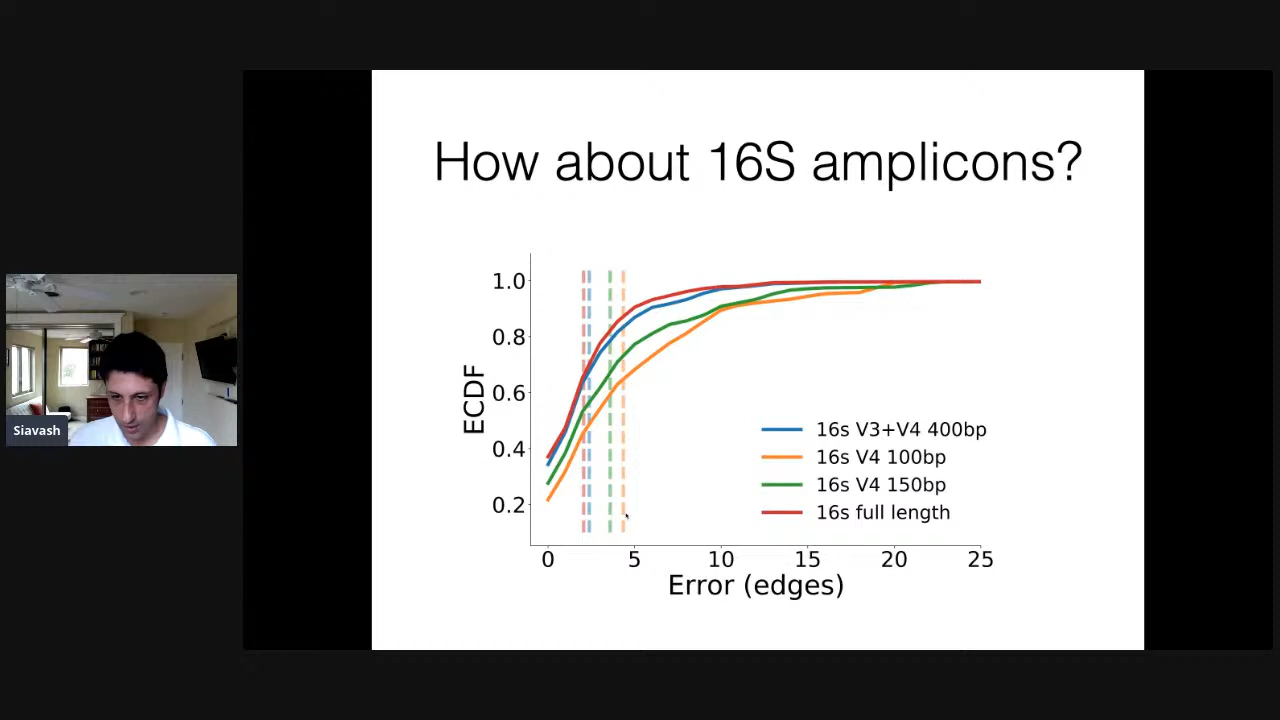 How about 16S amplicons?
1.0
0.8
0.6
0.4
0.2
ECDF
16s V3+V4 400bp
16s V4 100bp
16s V4 150bp
16s full length
0 5 10 15 20 25
Error (edges)
Siavash